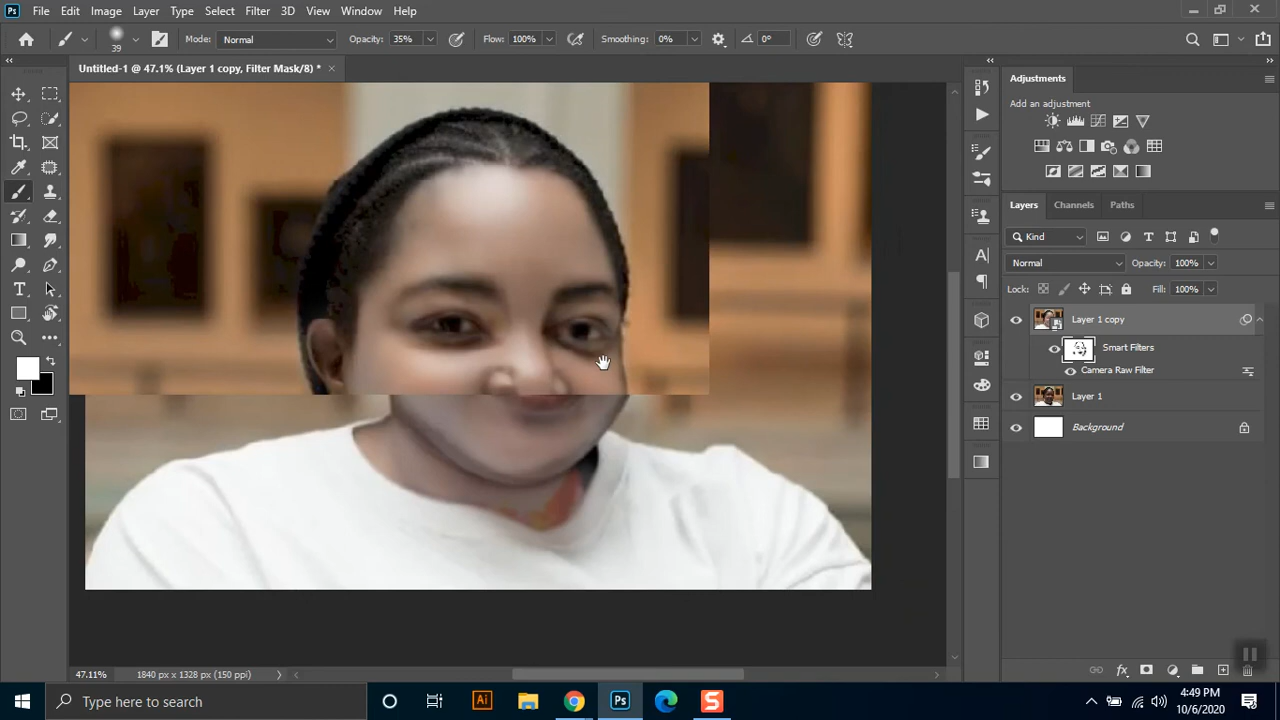 Ps File Edit Image Layer Type Select Filter 3D View Window Help
39 Mode: Normal Opacity: 35% Flow: 100% Smoothing: 0% 0°
Untitled-1 @ 47.1% (Layer 1 copy, Filter Mask/8) *
Adjustments
Add an adjustment
Layers Channels Paths
Kind
Normal Opacity: 100%
Lock: Fill: 100%
Layer 1 copy
Smart Filters
Camera Raw Filter
Layer 1
Background
47.11% 1840 px x 1328 px (150 ppi)
Type here to search
Ai Ps S
4:49 PM
10/6/2020